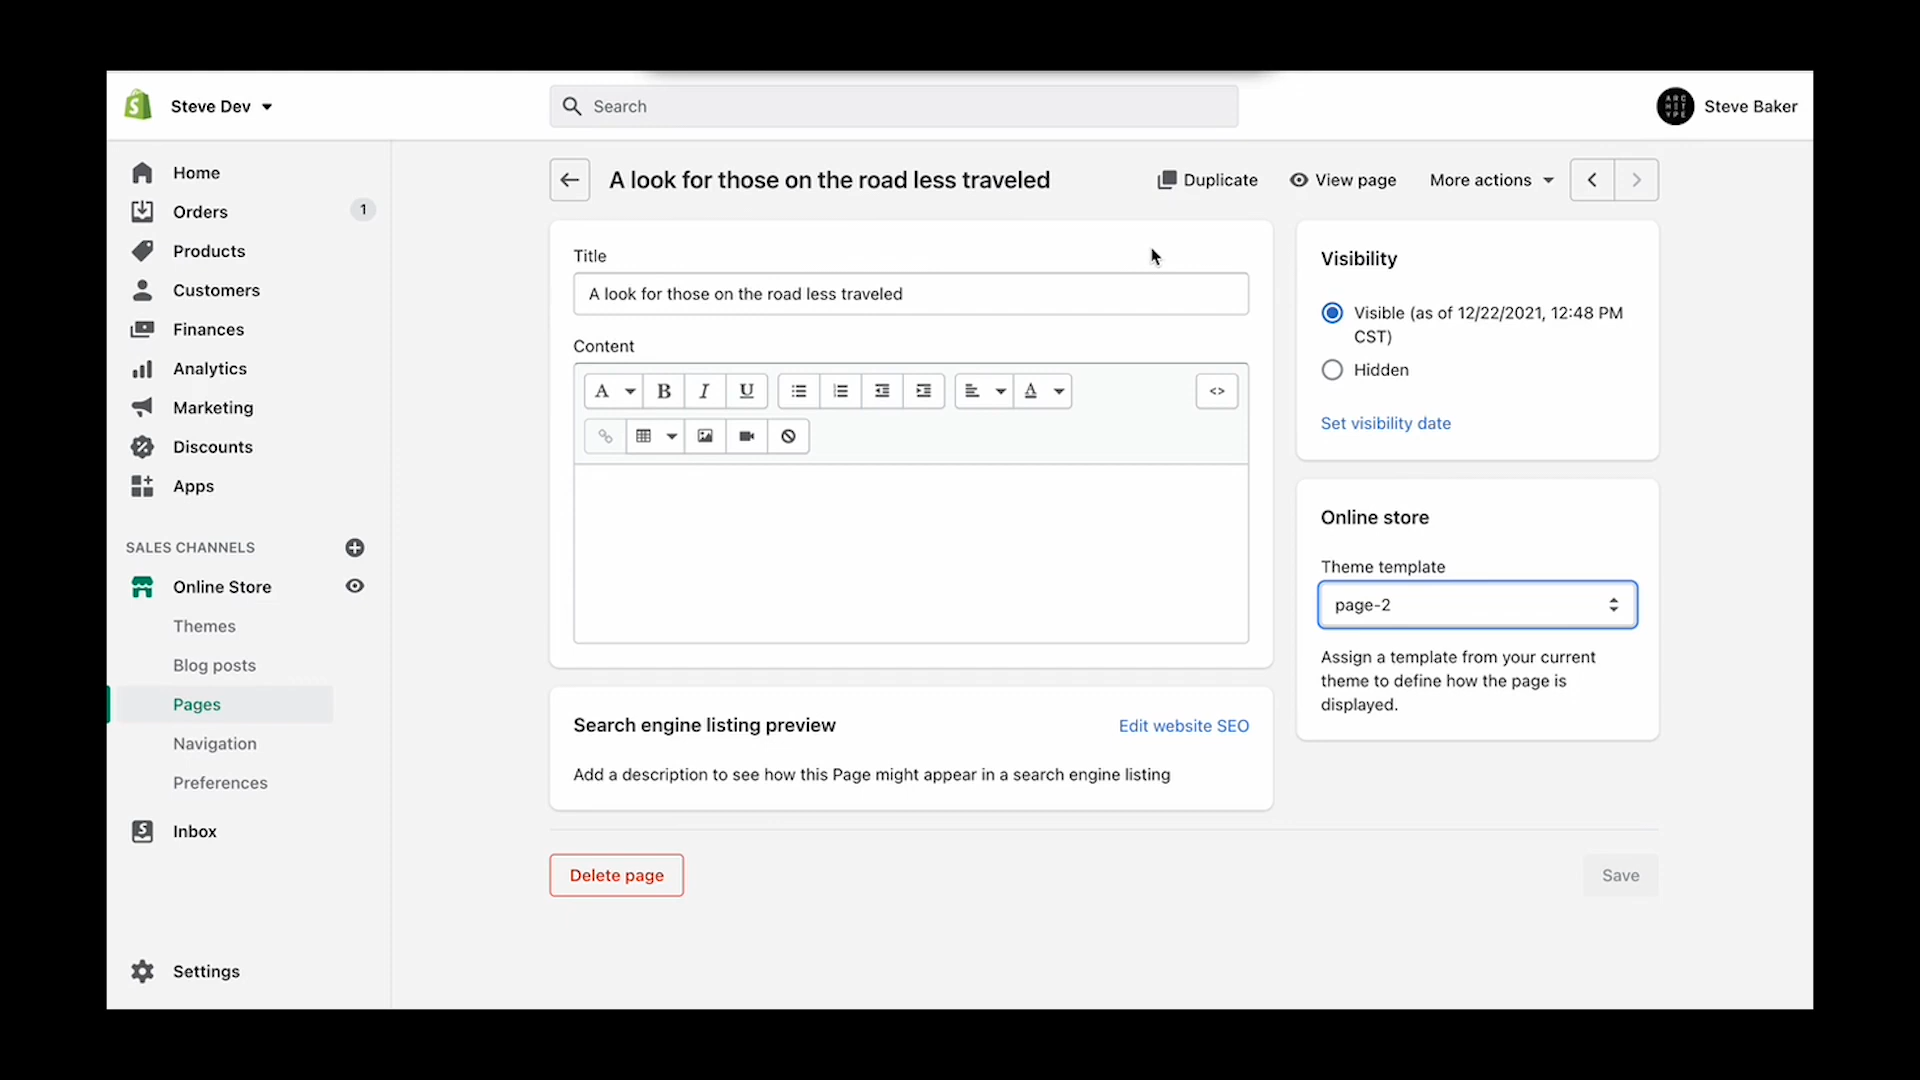 Steve Dev
Search
ARC
HIT
YPE
Steve Baker
Home
Orders
1
Products
Customers
Finances
Analytics
Marketing
Discounts
Apps
SALES CHANNELS
Online Store
Themes
Blog posts
Pages
Navigation
Preferences
Inbox
Settings
A look for those on the road less traveled
Duplicate
View page
More actions
Title
A look for those on the road less traveled
Content
A
B
I
U
A
<>
Search engine listing preview
Edit website SEO
Add a description to see how this Page might appear in a search engine listing
Visibility
Visible (as of 12/22/2021, 12:48 PM
CST)
Hidden
Set visibility date
Online store
Theme template
page-2
Assign a template from your current
theme to define how the page is
displayed.
Delete page
Save